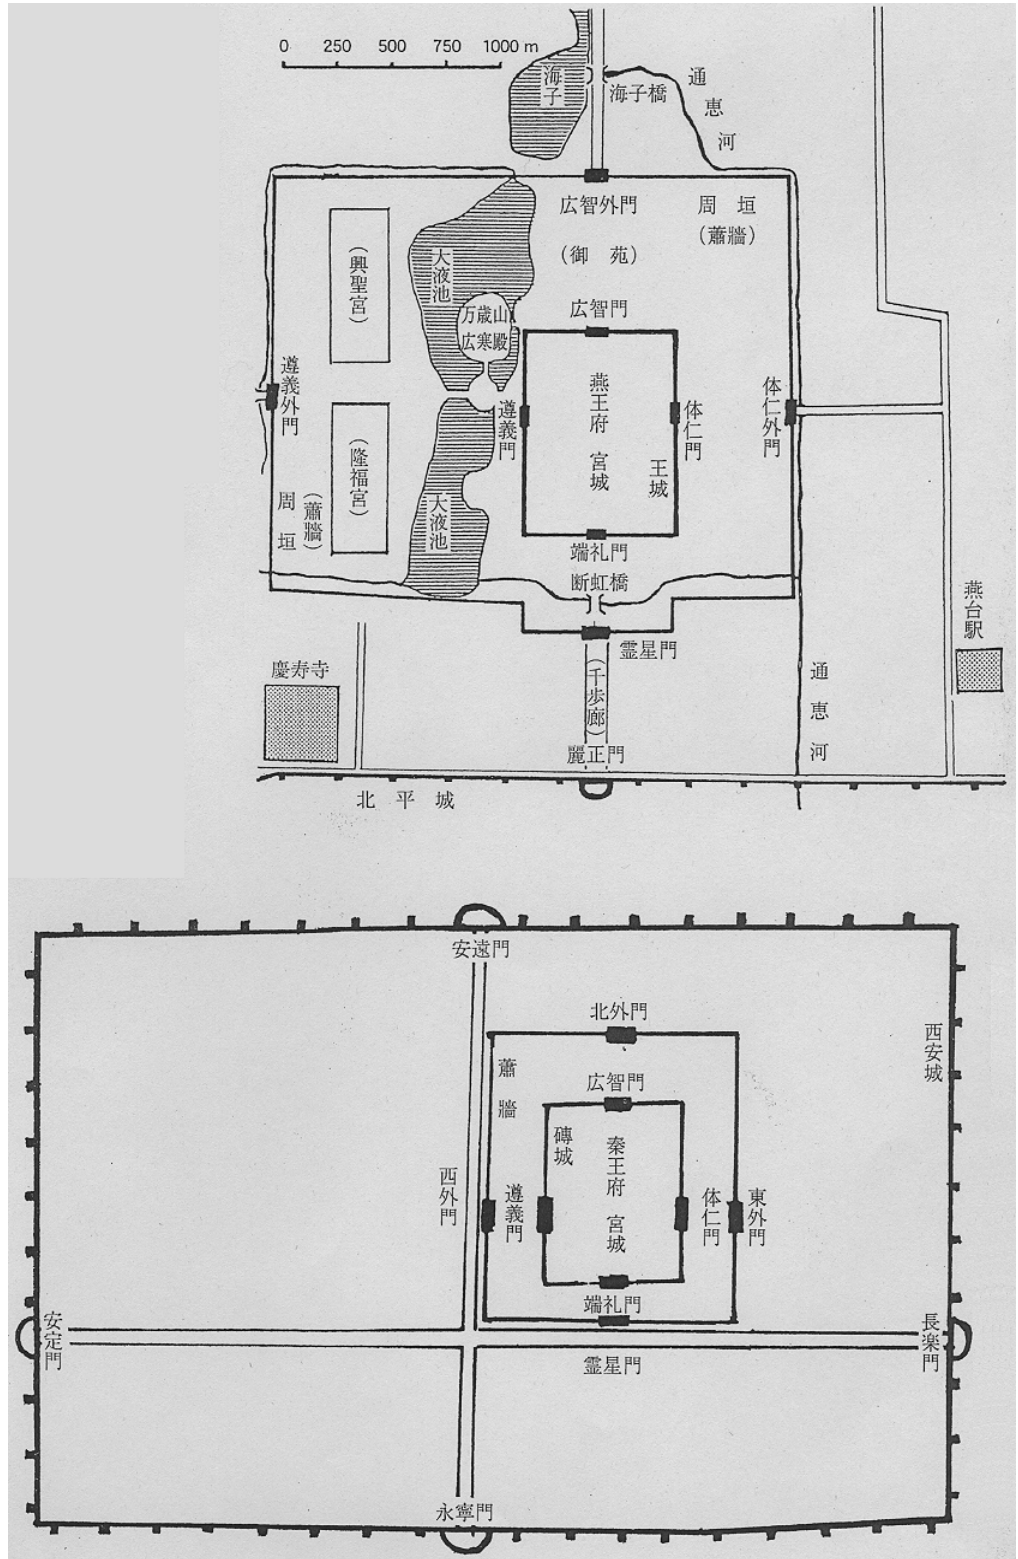 0 250 500 750 1000 m
海子
海子橋
通恵河
広智外門
周垣
（蕭牆）
（御苑）
（興聖宮）
大液池
万歳山
広寒殿
広智門
遵義外門
遵義門
燕王府 宮城
体仁門
王城
体仁外門
（隆福宮）
大液池
周垣
（蕭牆）
端礼門
断虹橋
霊星門
燕台駅
慶寿寺
（千歩廊）
麗正門
通恵河
北平城
安遠門
北外門
西安城
蕭牆
広智門
磚城
秦王府 宮城
西外門
遵義門
体仁門
東外門
端礼門
安定門
長楽門
霊星門
永寧門